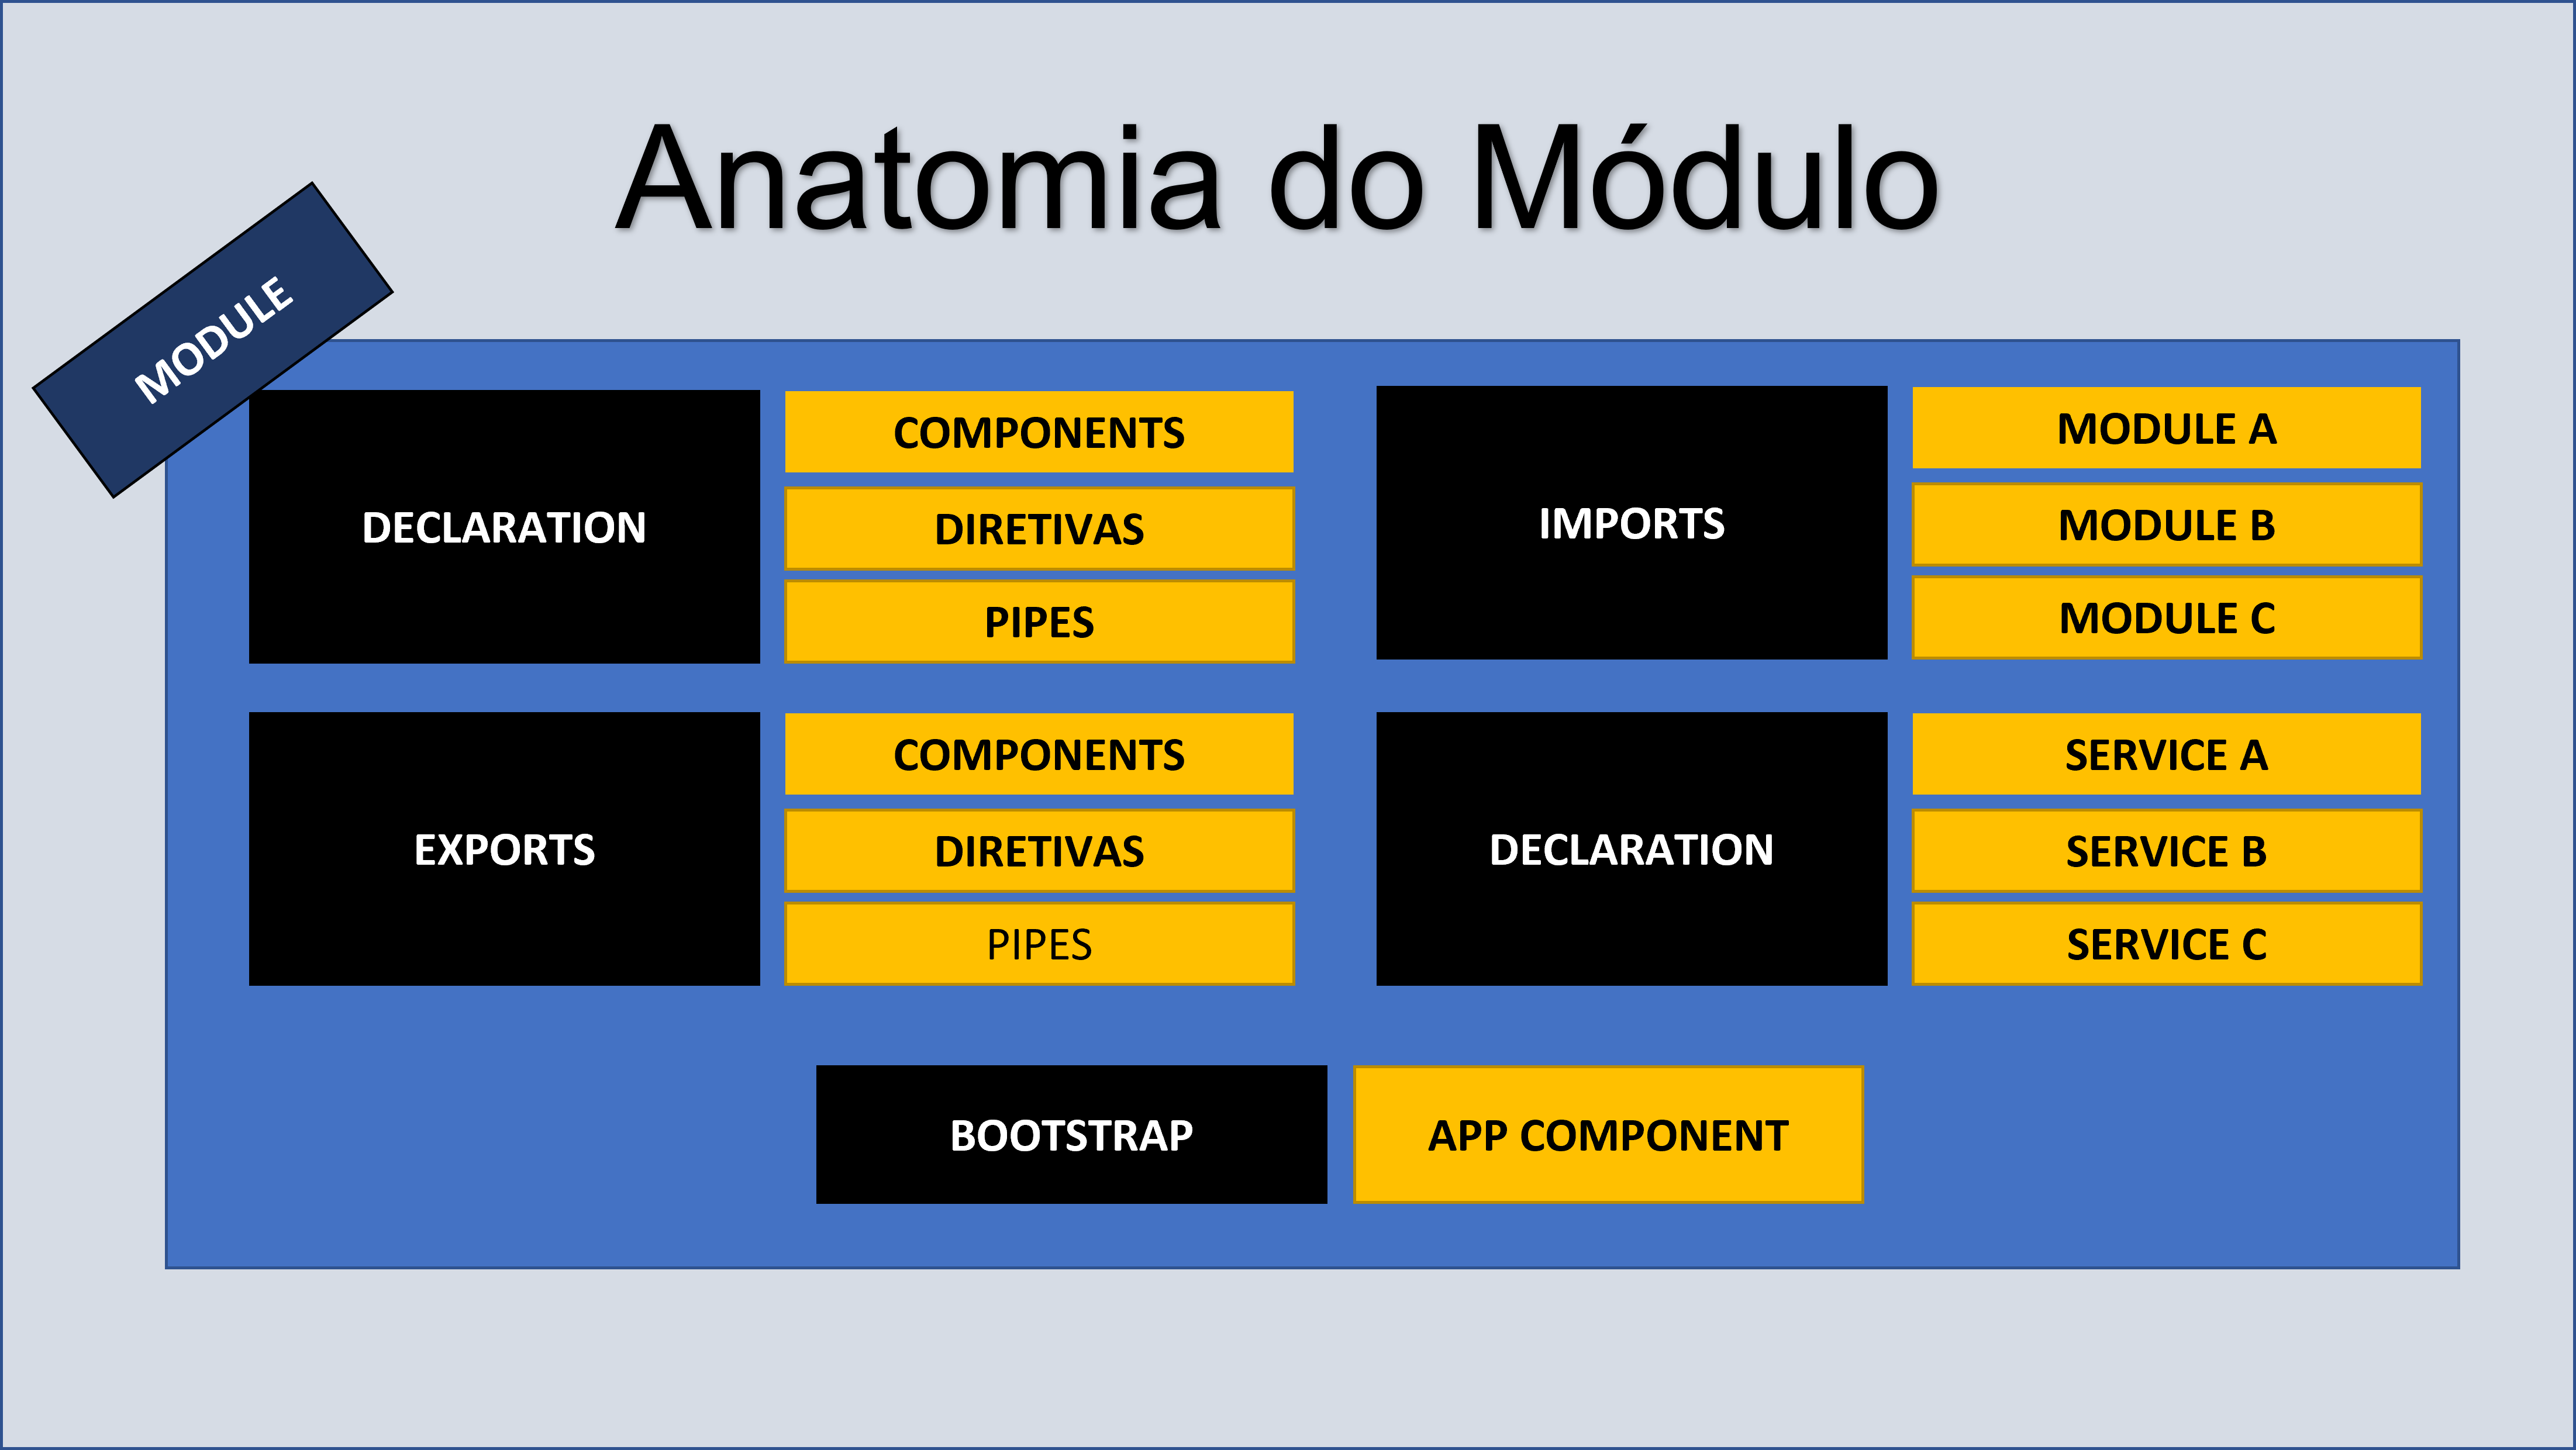 Anatomia do Módulo
MODULE
DECLARATION
COMPONENTS
DIRETIVAS
PIPES
IMPORTS
MODULE A
MODULE B
MODULE C
EXPORTS
COMPONENTS
DIRETIVAS
PIPES
DECLARATION
SERVICE A
SERVICE B
SERVICE C
BOOTSTRAP
APP COMPONENT